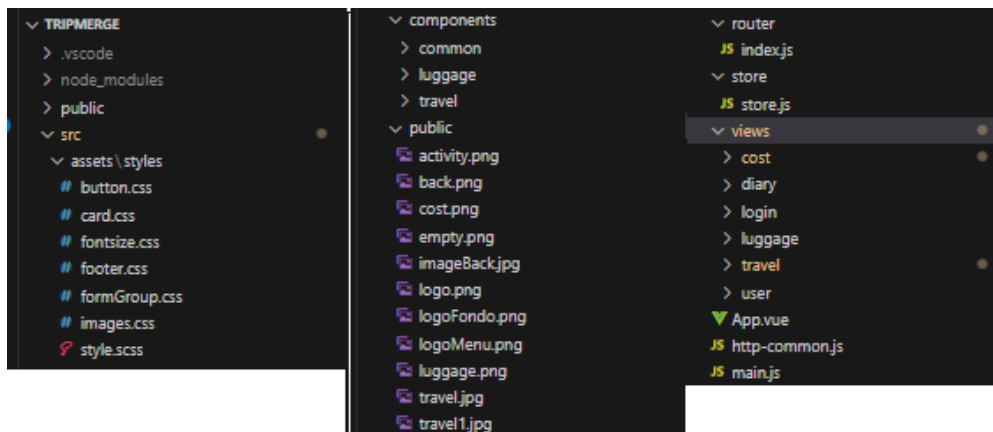 TRIPMERGE
.vscode
node_modules
public
src
assets\styles
button.css
card.css
fontsize.css
footer.css
formGroup.css
images.css
style.scss
components
common
luggage
travel
public
activity.png
back.png
cost.png
empty.png
imageBack.jpg
logo.png
logoFondo.png
logoMenu.png
luggage.png
travel.jpg
travel1.jpg
router
JS index.js
store
JS store.js
views
cost
diary
login
luggage
travel
user
App.vue
JS http-common.js
JS main.js